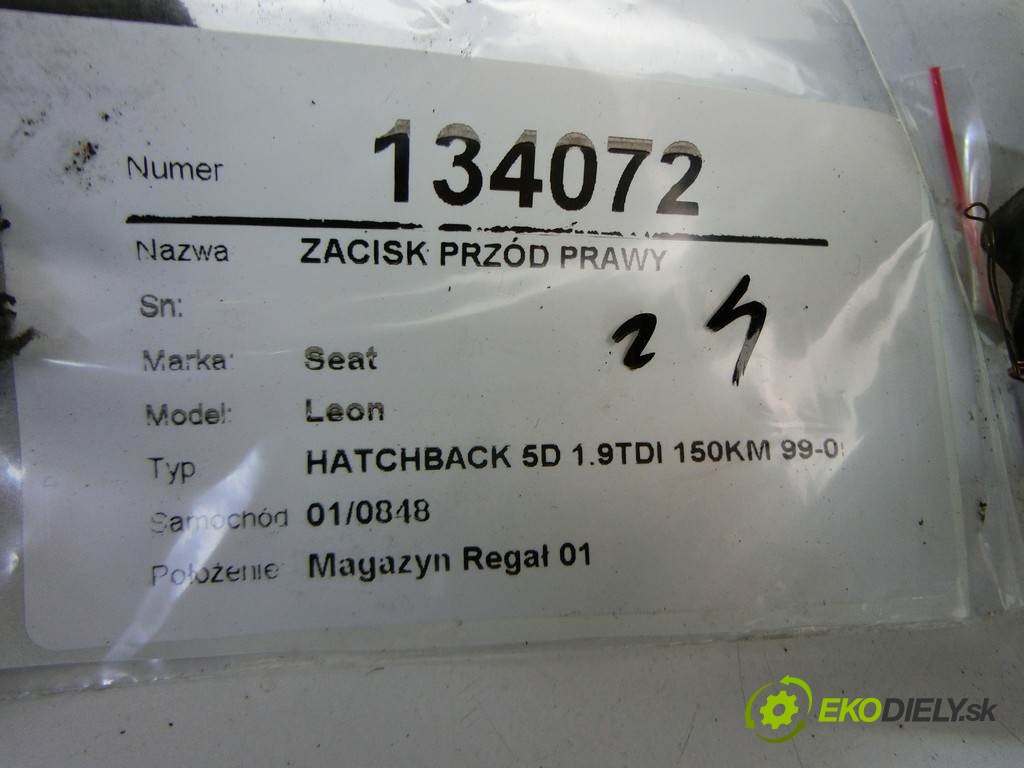 Numer 134072
Nazwa ZACISK PRZÓD PRAWY
Sn:
24
Marka: Seat
Model: Leon
Typ HATCHBACK 5D 1.9TDI 150KM 99-0
Samochód 01/0848
Położenie Magazyn Regał 01
EKODIELY.sk